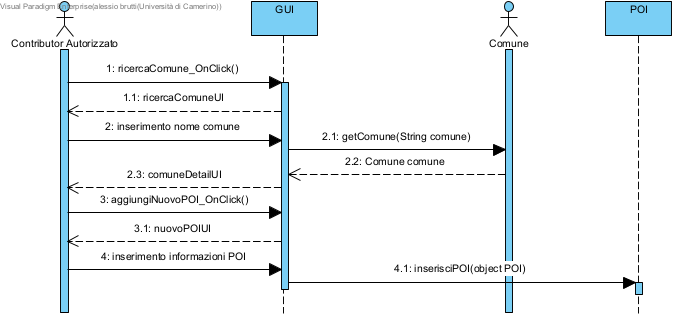 Visual Paradigm Enterprise(alessio brutti(Università di Camerino))
GUI
POI
Contributor Autorizzato
Comune
1: ricercaComune_OnClick()
1.1: ricercaComuneUI
2: inserimento nome comune
2.1: getComune(String comune)
2.2: Comune comune
2.3: comuneDetailUI
3: aggiungiNuovoPOI_OnClick()
3.1: nuovoPOIUI
4: inserimento informazioni POI
4.1: inserisciPOI(object POI)